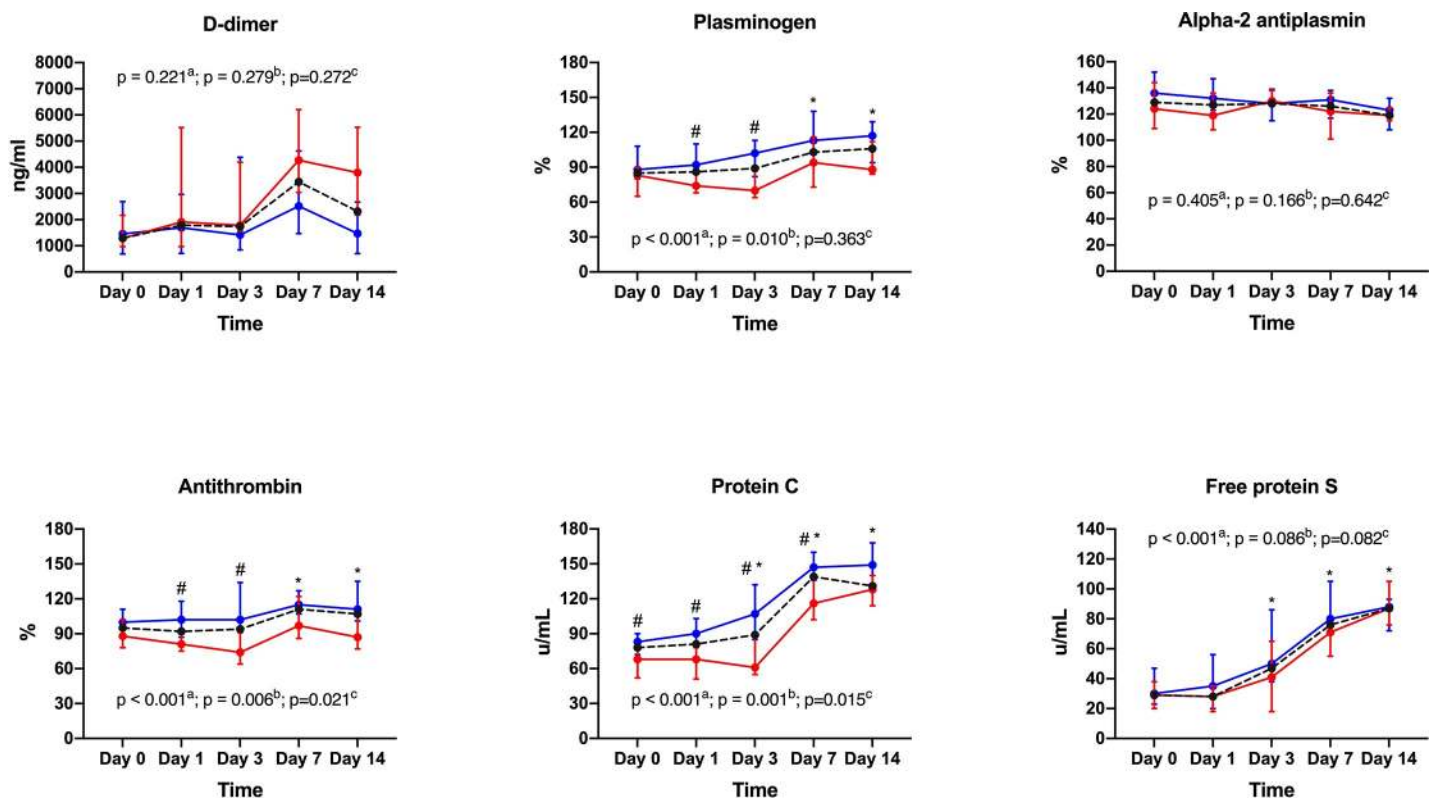 D-dimer
8000
7000
6000
5000
4000
3000
2000
1000
0
ng/ml
p = 0.221ᵃ; p = 0.279ᵇ; p=0.272ᶜ
Day 0 Day 1 Day 3 Day 7 Day 14
Time
Plasminogen
180
150
120
90
60
30
0
%
# # * *
p < 0.001ᵃ; p = 0.010ᵇ; p=0.363ᶜ
Day 0 Day 1 Day 3 Day 7 Day 14
Time
Alpha-2 antiplasmin
160
140
120
100
80
60
40
20
0
%
p = 0.405ᵃ; p = 0.166ᵇ; p=0.642ᶜ
Day 0 Day 1 Day 3 Day 7 Day 14
Time
Antithrombin
180
150
120
90
60
30
0
%
# # * *
p < 0.001ᵃ; p = 0.006ᵇ; p=0.021ᶜ
Day 0 Day 1 Day 3 Day 7 Day 14
Time
Protein C
180
150
120
90
60
30
0
u/mL
# # # * # * *
p < 0.001ᵃ; p = 0.001ᵇ; p=0.015ᶜ
Day 0 Day 1 Day 3 Day 7 Day 14
Time
Free protein S
140
120
100
80
60
40
20
0
u/mL
p < 0.001ᵃ; p = 0.086ᵇ; p=0.082ᶜ
* * *
Day 0 Day 1 Day 3 Day 7 Day 14
Time